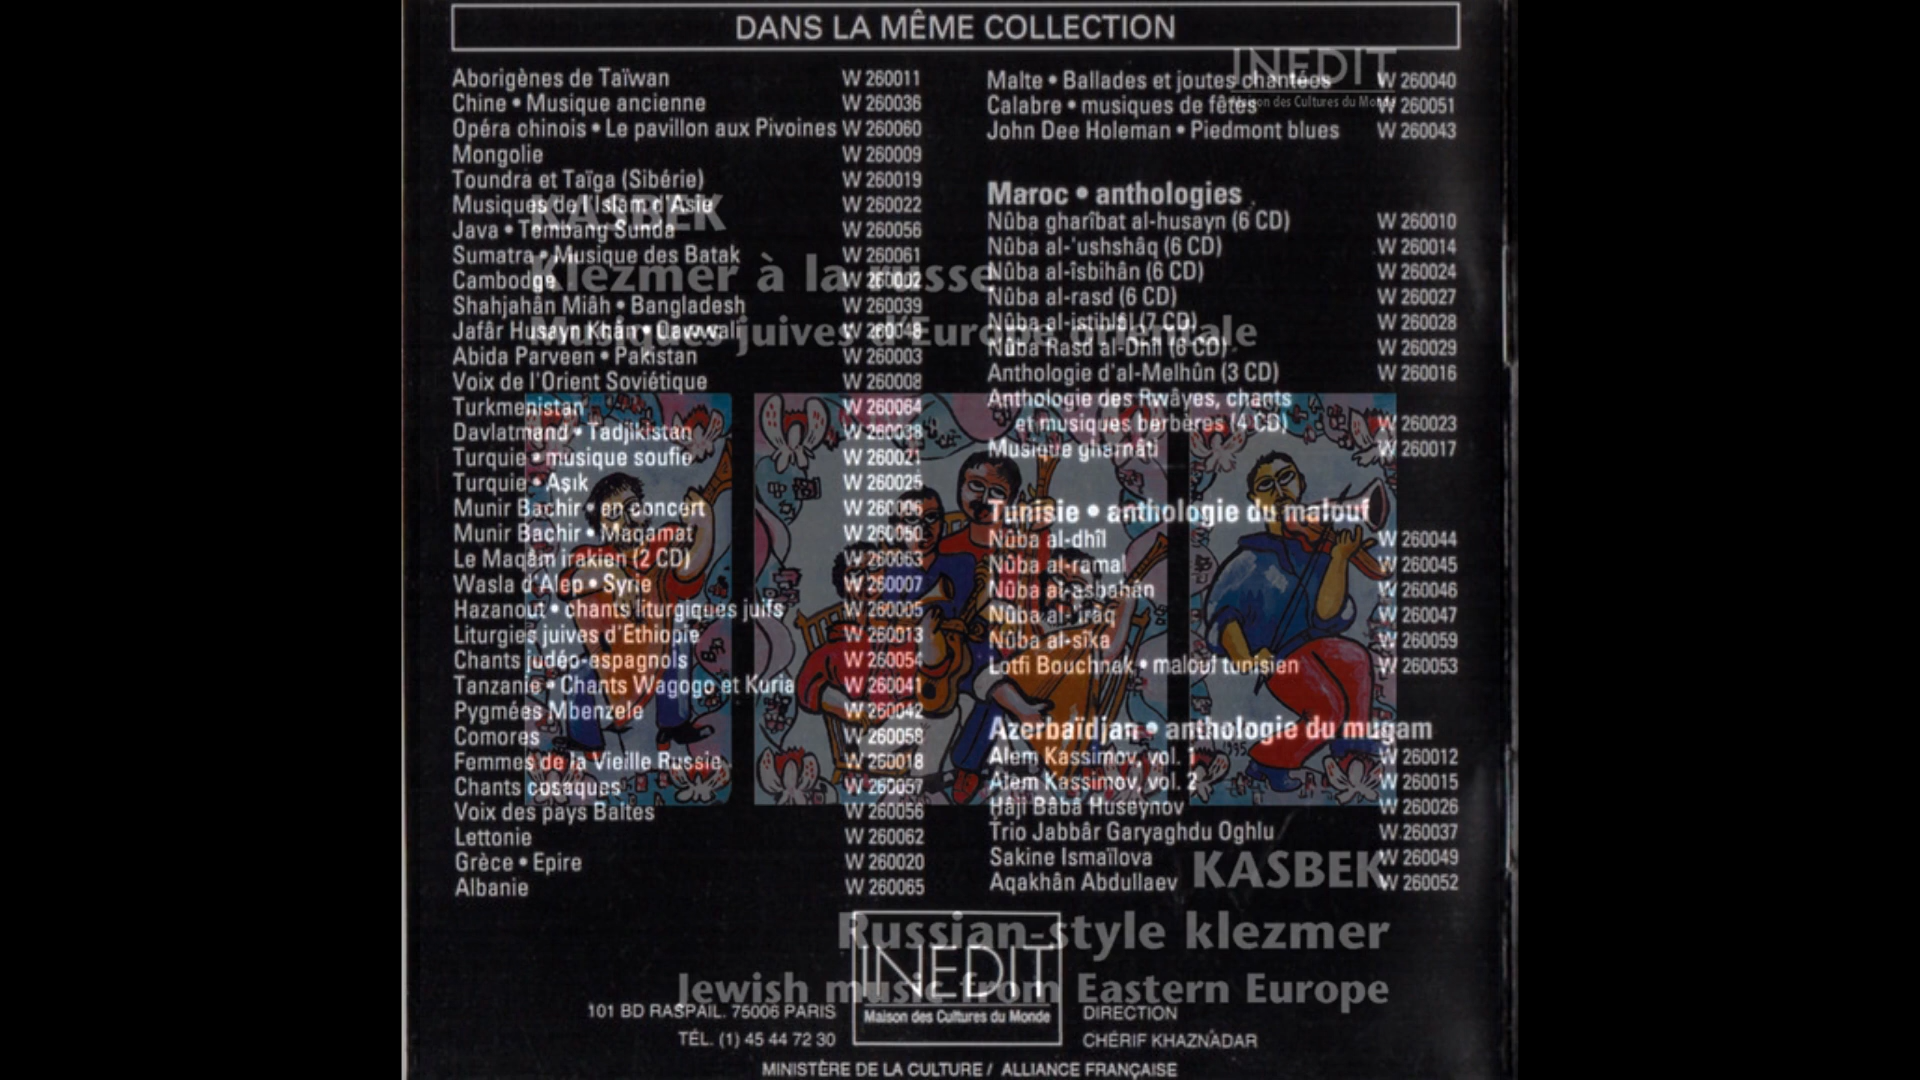 DANS LA MÊME COLLECTION
Aborigènes de Taïwan W 260011
Chine • Musique ancienne W 260036
Opéra chinois • Le pavillon aux Pivoines W 260060
Mongolie W 260009
Toundra et Taïga (Sibérie) W 260019
Musiques de l'Islam d'Asie W 260022
Java • Tembang Sunda W 260056
Sumatra • Musique des Batak W 260061
Cambodge W 260002
Shahjahân Miâh • Bangladesh W 260039
Jafâr Husayn Khân • Qawwali W 260048
Abida Parveen • Pakistan W 260003
Voix de l'Orient Soviétique W 260008
Turkmenistan W 260064
Davlatmand • Tadjikistan W 260038
Turquie • musique soufie W 260021
Turquie • Aşık W 260025
Munir Bachir • en concert W 260006
Munir Bachir • Maqamat W 260050
Le Maqâm irakien (2 CD) W 260063
Wasla d'Alep • Syrie W 260007
Hazanout • chants liturgiques juifs W 260005
Liturgies juives d'Ethiopie W 260013
Chants judéo-espagnols W 260054
Tanzanie • Chants Wagogo et Kuria W 260041
Pygmées Mbenzele W 260042
Comores W 260058
Femmes de la Vieille Russie W 260018
Chants cosaques W 260057
Voix des pays Baltes W 260056
Lettonie W 260062
Grèce • Epire W 260020
Albanie W 260065
Malte • Ballades et joutes chantées W 260040
Calabre • musiques de fêtes W 260051
John Dee Holeman • Piedmont blues W 260043
Maroc • anthologies
Nûba gharîbat al-husayn (6 CD) W 260010
Nûba al-'ushshâq (6 CD) W 260014
Nûba al-îsbihân (6 CD) W 260024
Nûba al-rasd (6 CD) W 260027
Nûba al-istihlâl (7 CD) W 260028
Nûba Rasd al-Dhîl (6 CD) W 260029
Anthologie d'al-Melhûn (3 CD) W 260016
Anthologie des Rwâyes, chants
et musiques berbères (4 CD) W 260023
Musique gharnâti W 260017
Tunisie • anthologie du malouf
Nûba al-dhîl W 260044
Nûba al-ramal W 260045
Nûba al-asbahân W 260046
Nûba al-'irâq W 260047
Nûba al-sîka W 260059
Lotfi Bouchnak • malouf tunisien W 260053
Azerbaïdjan • anthologie du mugam
Alem Kassimov, vol. 1 W 260012
Alem Kassimov, vol. 2 W 260015
Hâji Bâbâ Huseynov W 260026
Trio Jabbâr Garyaghdu Oghlu W 260037
Sakine Ismaïlova W 260049
Aqakhân Abdullaev W 260052
INEDIT
Maison des Cultures du Monde
101 BD RASPAIL. 75006 PARIS
TÉL. (1) 45 44 72 30
DIRECTION
CHÉRIF KHAZNADAR
MINISTÈRE DE LA CULTURE / ALLIANCE FRANÇAISE
INEDIT
Maison des Cultures du Monde
KASBEK
Klezmer à la russe
Musiques juives d'Europe orientale
1995
KASBEK
Russian-style klezmer
Jewish music from Eastern Europe